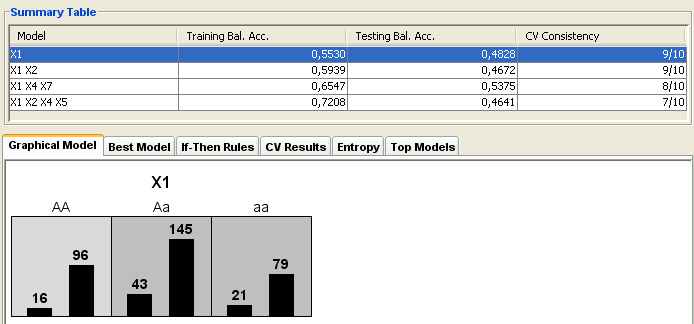 Summary Table
Model Training Bal. Acc. Testing Bal. Acc. CV Consistency
X1 0,5530 0,4828 9/10
X1 X2 0,5939 0,4672 9/10
X1 X4 X7 0,6547 0,5375 8/10
X1 X2 X4 X5 0,7208 0,4641 7/10
Graphical Model Best Model If-Then Rules CV Results Entropy Top Models
X1
AA Aa aa
16 96 43 145 21 79